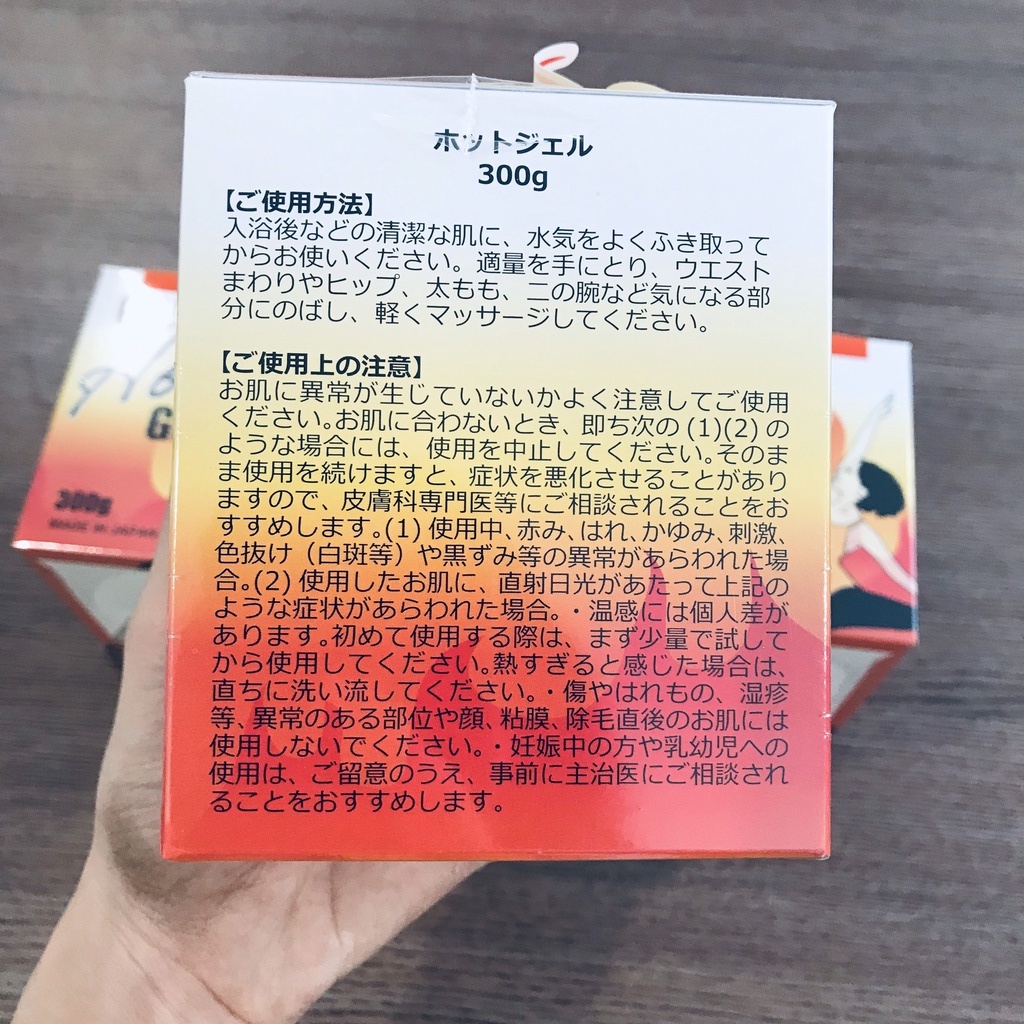 ホットジェル
300g
【ご使用方法】
入浴後などの清潔な肌に、水気をよくふき取って
からお使いください。適量を手にとり、ウエスト
まわりやヒップ、太もも、二の腕など気になる部
分にのばし、軽くマッサージしてください。
【ご使用上の注意】
お肌に異常が生じていないかよく注意してご使用
ください。お肌に合わないとき、即ち次の (1)(2) の
ような場合には、使用を中止してください。そのま
ま使用を続けますと、症状を悪化させることがあり
ますので、皮膚科専門医等にご相談されることをお
すすめします。(1) 使用中、赤み、はれ、かゆみ、刺激、
色抜け（白斑等）や黒ずみ等の異常があらわれた場
合。(2) 使用したお肌に、直射日光があたって上記の
ような症状があらわれた場合。・温感には個人差が
あります。初めて使用する際は、まず少量で試して
から使用してください。熱すぎると感じた場合は、
直ちに洗い流してください。・傷やはれもの、湿疹
等、異常のある部位や顔、粘膜、除毛直後のお肌には
使用しないでください。・妊娠中の方や乳幼児への
使用は、ご留意のうえ、事前に主治医にご相談され
ることをおすすめします。
300g
MADE IN JAPAN